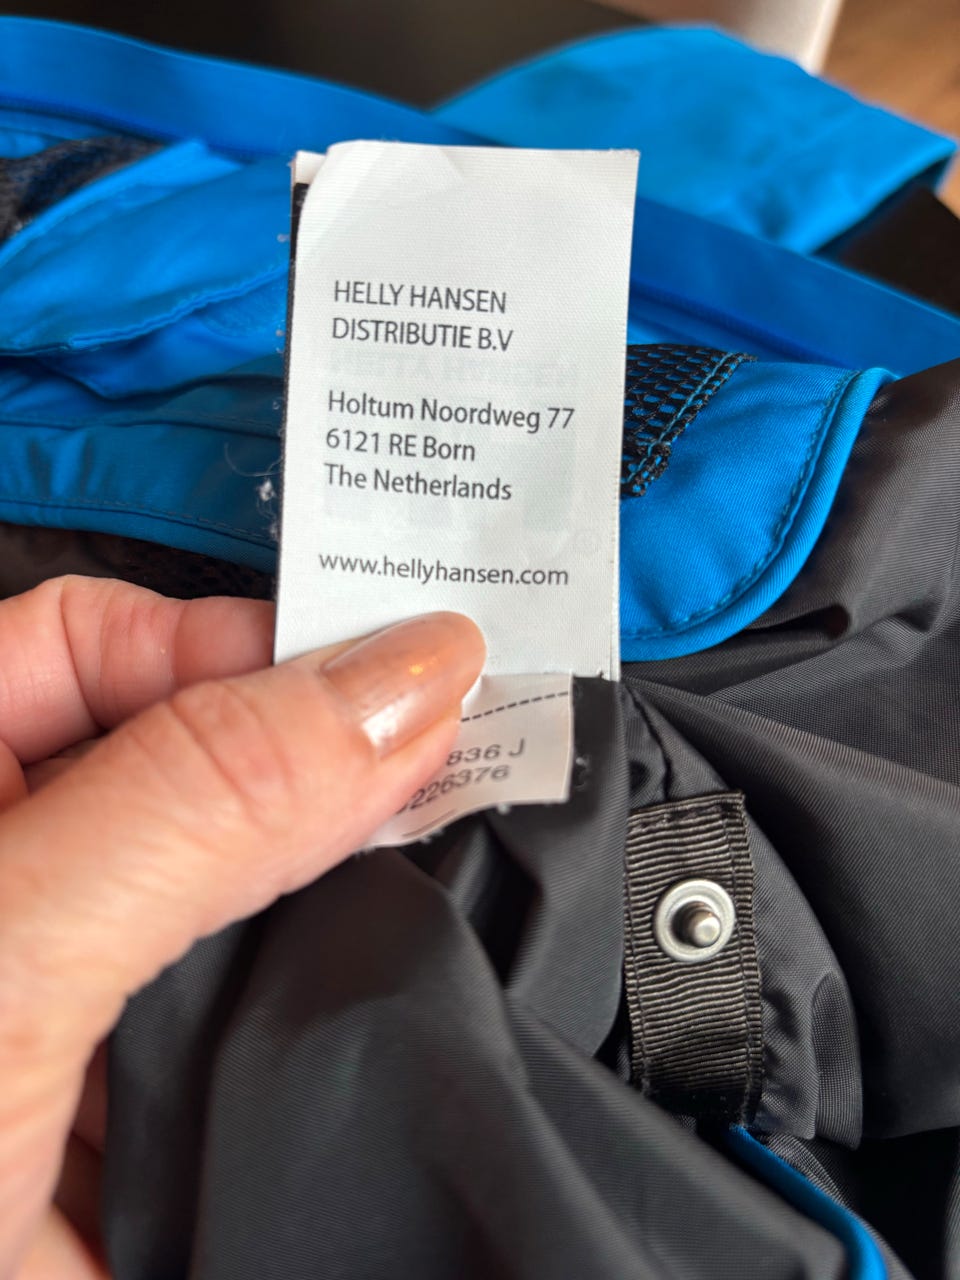 HELLY HANSEN
DISTRIBUTIE B.V
Holtum Noordweg 77
6121 RE Born
The Netherlands
www.hellyhansen.com
836 J
226376